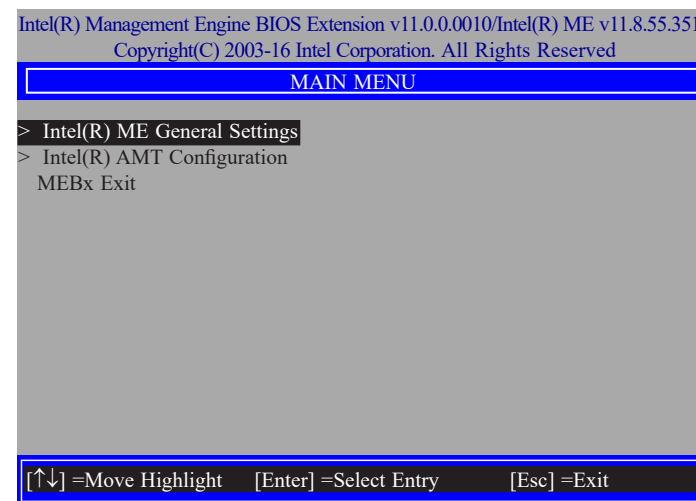 Intel(R) Management Engine BIOS Extension v11.0.0.0010/Intel(R) ME v11.8.55.351
Copyright(C) 2003-16 Intel Corporation. All Rights Reserved
MAIN MENU
> Intel(R) ME General Settings
> Intel(R) AMT Configuration
MEBx Exit
[↑↓] =Move Highlight [Enter] =Select Entry [Esc] =Exit